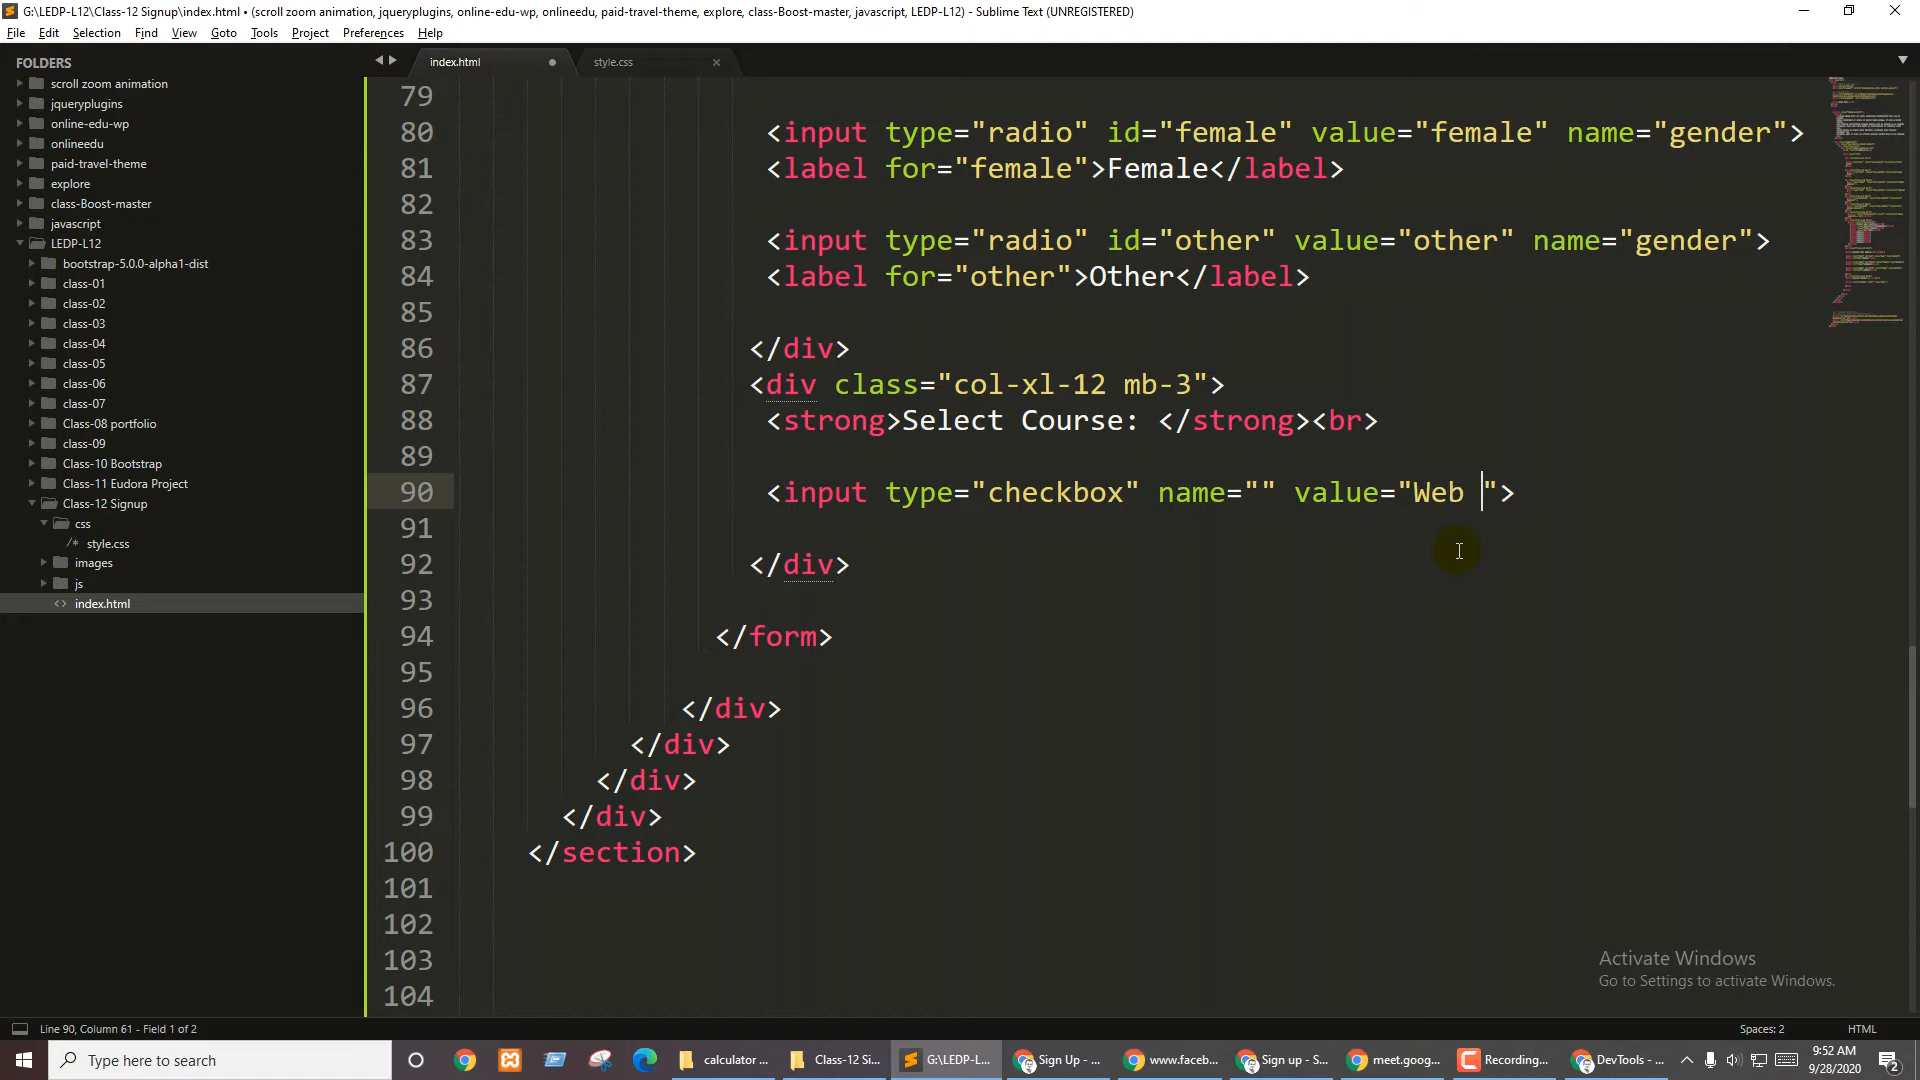 G:\LEDP-L12\Class-12 Signup\index.html • (scroll zoom animation, jqueryplugins, online-edu-wp, onlineedu, paid-travel-theme, explore, class-Boost-master, javascript, LEDP-L12) - Sublime Text (UNREGISTERED)
File Edit Selection Find View Goto Tools Project Preferences Help
FOLDERS
scroll zoom animation
jqueryplugins
online-edu-wp
onlineedu
paid-travel-theme
explore
class-Boost-master
javascript
LEDP-L12
bootstrap-5.0.0-alpha1-dist
class-01
class-02
class-03
class-04
class-05
class-06
class-07
Class-08 portfolio
class-09
Class-10 Bootstrap
Class-11 Eudora Project
Class-12 Signup
css
/* style.css
images
js
<> index.html
index.html style.css
79
80 <input type="radio" id="female" value="female" name="gender">
81 <label for="female">Female</label>
82
83 <input type="radio" id="other" value="other" name="gender">
84 <label for="other">Other</label>
85
86 </div>
87 <div class="col-xl-12 mb-3">
88 <strong>Select Course: </strong><br>
89
90 <input type="checkbox" name="" value="Web ">
91
92 </div>
93
94 </form>
95
96 </div>
97 </div>
98 </div>
99 </div>
100 </section>
101
102
103
104
Activate Windows
Go to Settings to activate Windows.
Line 90, Column 61 - Field 1 of 2 Spaces: 2 HTML
Type here to search calculator ... Class-12 Si... G:\LEDP-L... Sign Up - ... www.faceb... Sign up - S... meet.goog... Recording... DevTools - ... 9:52 AM
9/28/2020 2